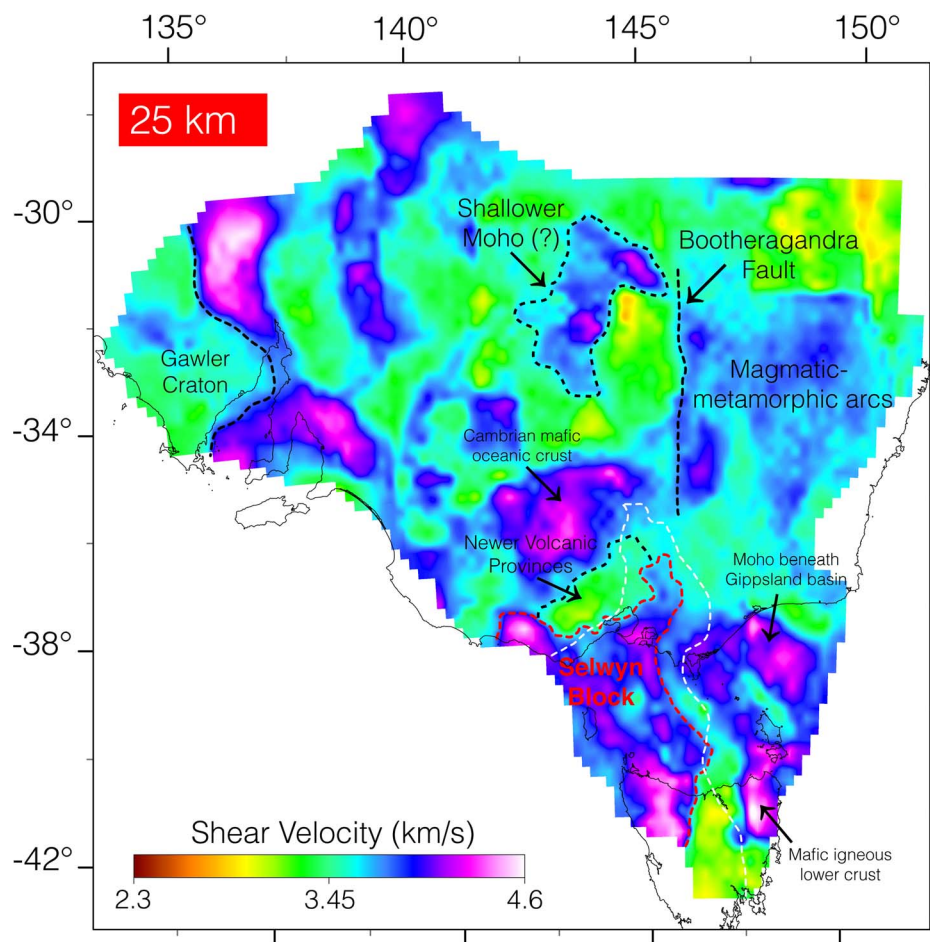 135° 140° 145° 150°
25 km
-30°
Shallower
Moho (?)
Bootheragandra
Fault
Gawler
Craton
Magmatic-
metamorphic arcs
-34°
Cambrian mafic
oceanic crust
Newer Volcanic
Provinces
Moho beneath
Gippsland basin
-38°
Selwyn
Block
Shear Velocity (km/s)
2.3 3.45 4.6
-42°
Mafic igneous
lower crust